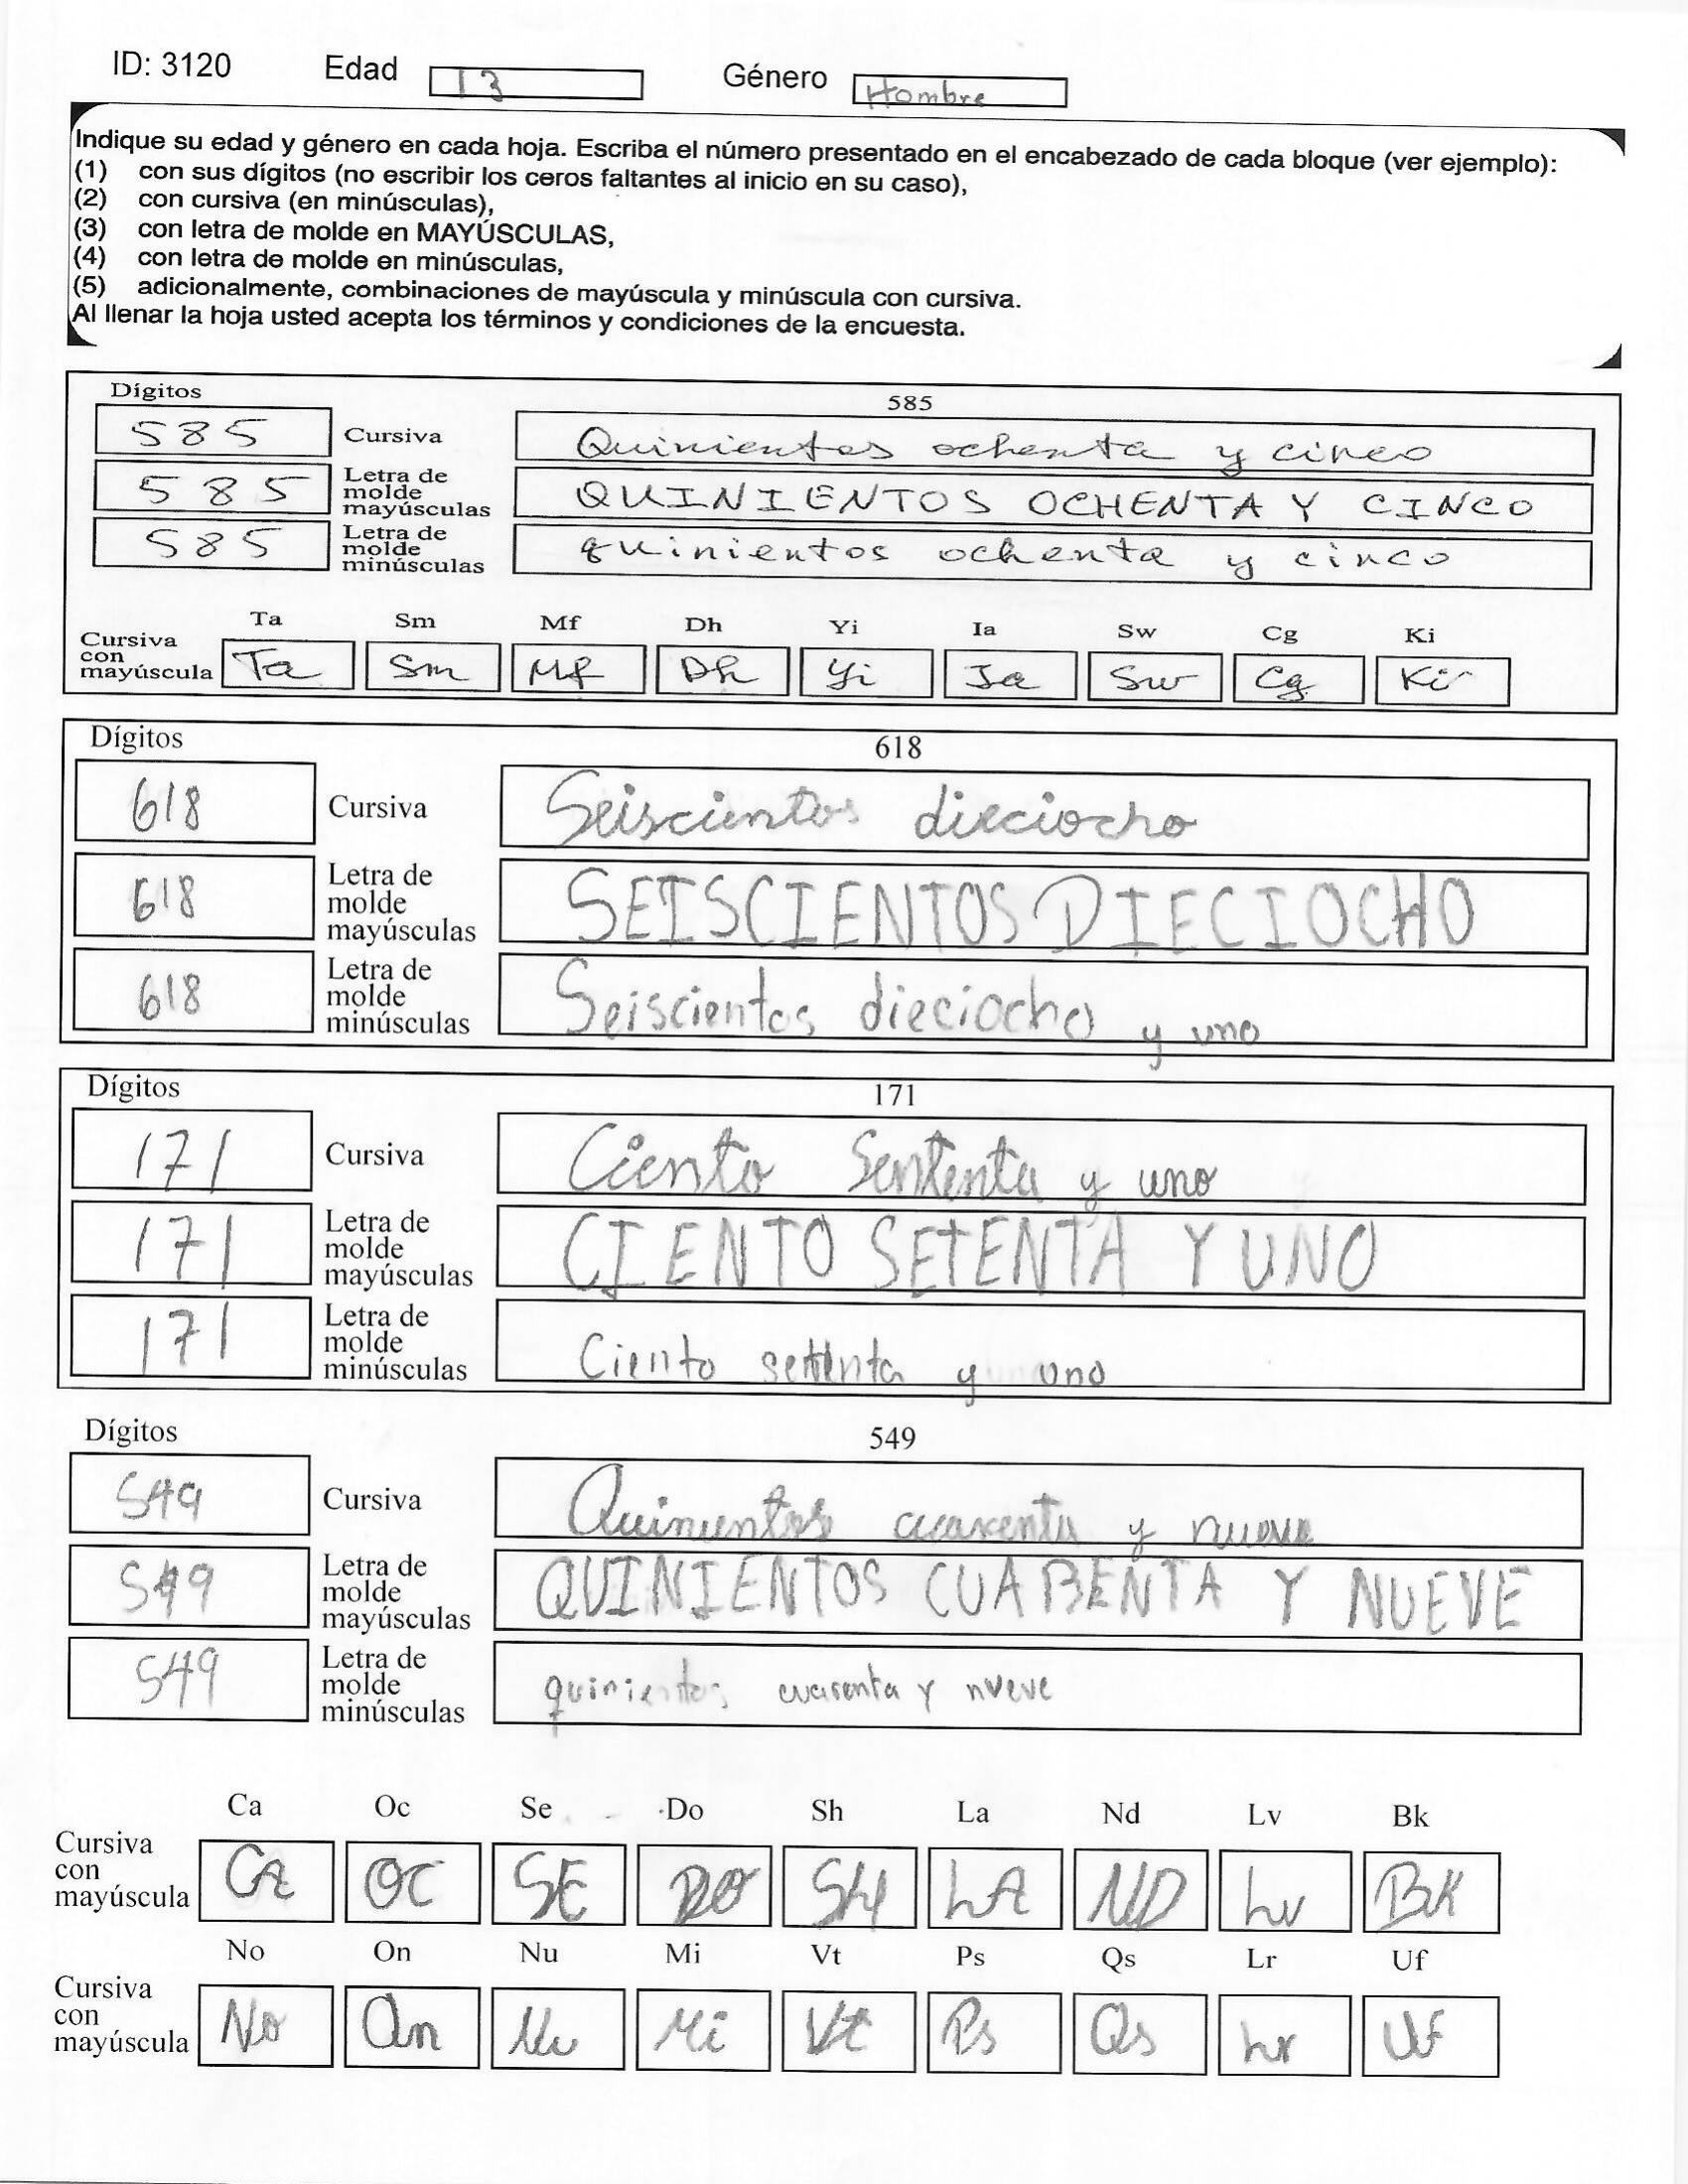 ID: 3120 Edad 13 Género Hombre
Indique su edad y género en cada hoja. Escriba el número presentado en el encabezado de cada bloque (ver ejemplo):
(1) con sus dígitos (no escribir los ceros faltantes al inicio en su caso),
(2) con cursiva (en minúsculas),
(3) con letra de molde en MAYÚSCULAS,
(4) con letra de molde en minúsculas,
(5) adicionalmente, combinaciones de mayúscula y minúscula con cursiva.
Al llenar la hoja usted acepta los términos y condiciones de la encuesta.
Dígitos 585
585 Cursiva Quinientos ochenta y cinco
585 Letra de molde mayúsculas QUINIENTOS OCHENTA Y CINCO
585 Letra de molde minúsculas quinientos ochenta y cinco
Ta Sm Mf Dh Yi Ia Sw Cg Ki
Cursiva con mayúscula Ta Sm Mf Dh Yi Ia Sw Cg Ki
Dígitos 618
618 Cursiva Seiscientos dieciocho
618 Letra de molde mayúsculas SEISCIENTOS DIECIOCHO
618 Letra de molde minúsculas Seiscientos dieciocho y uno
Dígitos 171
171 Cursiva Ciento Sententa y uno
171 Letra de molde mayúsculas CIENTO SETENTA Y UNO
171 Letra de molde minúsculas Ciento setenta y uno
Dígitos 549
549 Cursiva Quinientos cuarenta y nueve
549 Letra de molde mayúsculas QUINIENTOS CUARENTA Y NUEVE
549 Letra de molde minúsculas quinientos cuarenta y nueve
Ca Oc Se Do Sh La Nd Lv Bk
Cursiva con mayúscula CA OC SE DO SH LA ND Lv BK
No On Nu Mi Vt Ps Qs Lr Uf
Cursiva con mayúscula No On Nu Mi Vt Ps Qs Lr Uf